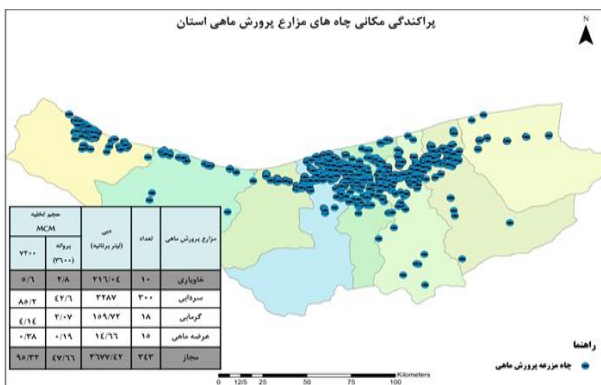 پراکندگی مکانی چاه های مزارع پرورش ماهی استان
N
مزارع پرورش ماهی	تعداد	دبی (لیتر برثانیه)	حجم تخلیه MCM
پروانه (۳۶۰۰)	۷۲۰۰
خاویاری	۱۰	۲۱۶/۰۴	۲/۸	۵/۶
سردابی	۳۰۰	۳۲۸۷	۴۲/۶	۸۵/۲
گرمابی	۱۸	۱۵۹/۷۲	۲/۰۷	۴/۱۴
عرضه ماهی	۱۵	۱۴/۶۶	۰/۱۹	۰/۳۸
مجاز	۳۴۳	۳۶۷۷/۴۲	۴۷/۶۶	۹۵/۳۲
راهنما
چاه مزرعه پرورش ماهی
Kilometers
0 12/5 25 50 75 100